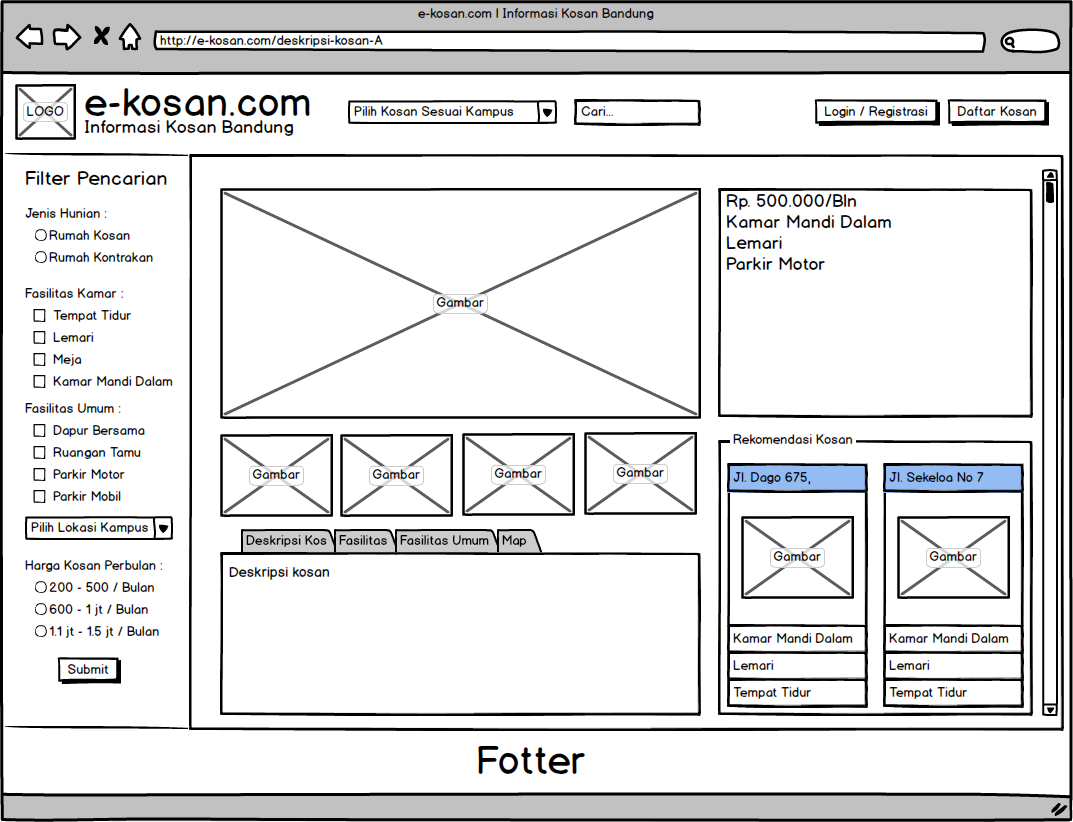 e-kosan.com | Informasi Kosan Bandung
http://e-kosan.com/deskripsi-kosan-A
LOGO
e-kosan.com
Informasi Kosan Bandung
Pilih Kosan Sesuai Kampus
Cari...
Login / Registrasi
Daftar Kosan
Filter Pencarian
Jenis Hunian :
Rumah Kosan
Rumah Kontrakan
Fasilitas Kamar :
Tempat Tidur
Lemari
Meja
Kamar Mandi Dalam
Fasilitas Umum :
Dapur Bersama
Ruangan Tamu
Parkir Motor
Parkir Mobil
Pilih Lokasi Kampus
Harga Kosan Perbulan :
200 - 500 / Bulan
600 - 1 jt / Bulan
1.1 jt - 1.5 jt / Bulan
Submit
Gambar
Gambar
Gambar
Gambar
Gambar
Deskripsi Kos
Fasilitas
Fasilitas Umum
Map
Deskripsi kosan
Rp. 500.000/Bln
Kamar Mandi Dalam
Lemari
Parkir Motor
Rekomendasi Kosan
Jl. Dago 675,
Gambar
Kamar Mandi Dalam
Lemari
Tempat Tidur
Jl. Sekeloa No 7
Gambar
Kamar Mandi Dalam
Lemari
Tempat Tidur
Fotter